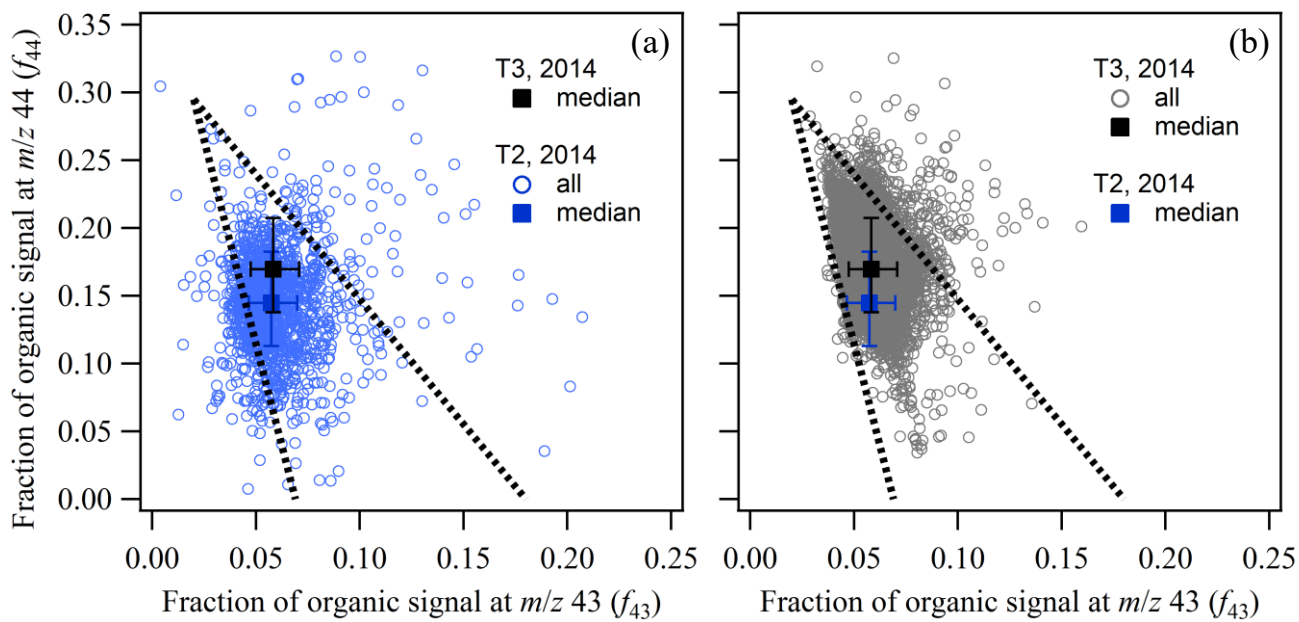 (a)
T3, 2014
median
T2, 2014
all
median
Fraction of organic signal at m/z 44 (f44)
0.35
0.30
0.25
0.20
0.15
0.10
0.05
0.00
0.00 0.05 0.10 0.15 0.20 0.25
Fraction of organic signal at m/z 43 (f43)
(b)
T3, 2014
all
median
T2, 2014
median
0.00 0.05 0.10 0.15 0.20 0.25
Fraction of organic signal at m/z 43 (f43)